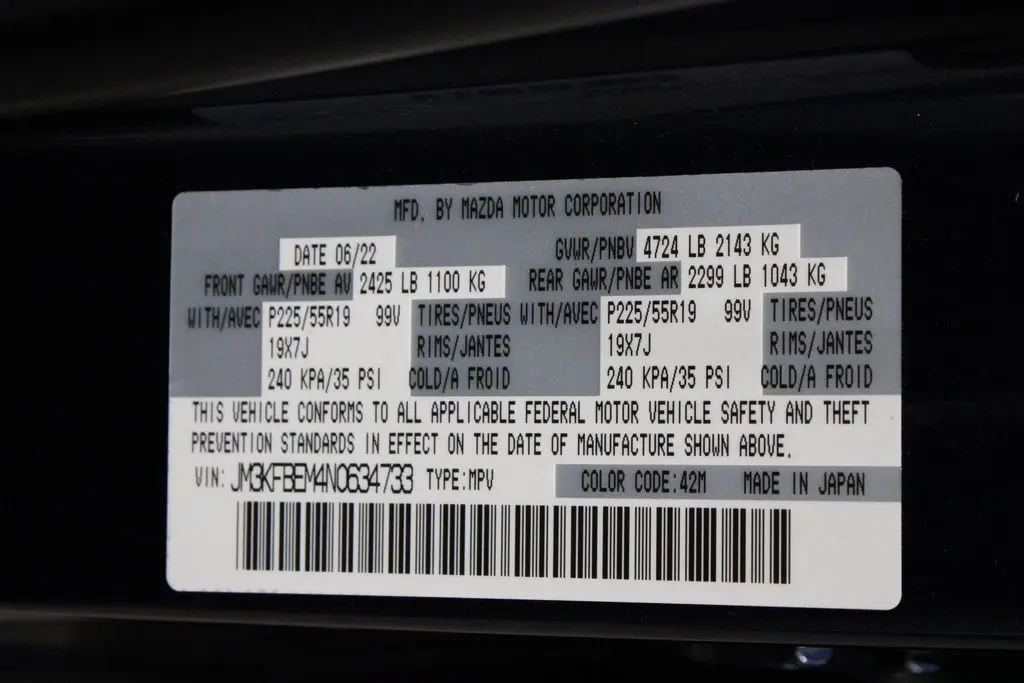 MFD. BY MAZDA MOTOR CORPORATION
DATE 06/22 GVWR/PNBV 4724 LB 2143 KG
FRONT GAWR/PNBE AV 2425 LB 1100 KG REAR GAWR/PNBE AR 2299 LB 1043 KG
WITH/AVEC P225/55R19 99V TIRES/PNEUS WITH/AVEC P225/55R19 99V TIRES/PNEUS
19X7J RIMS/JANTES 19X7J RIMS/JANTES
240 KPA/35 PSI COLD/A FROID 240 KPA/35 PSI COLD/A FROID
THIS VEHICLE CONFORMS TO ALL APPLICABLE FEDERAL MOTOR VEHICLE SAFETY AND THEFT
PREVENTION STANDARDS IN EFFECT ON THE DATE OF MANUFACTURE SHOWN ABOVE.
VIN: JM3KFBEM4N0634733 TYPE:MPV COLOR CODE:42M MADE IN JAPAN